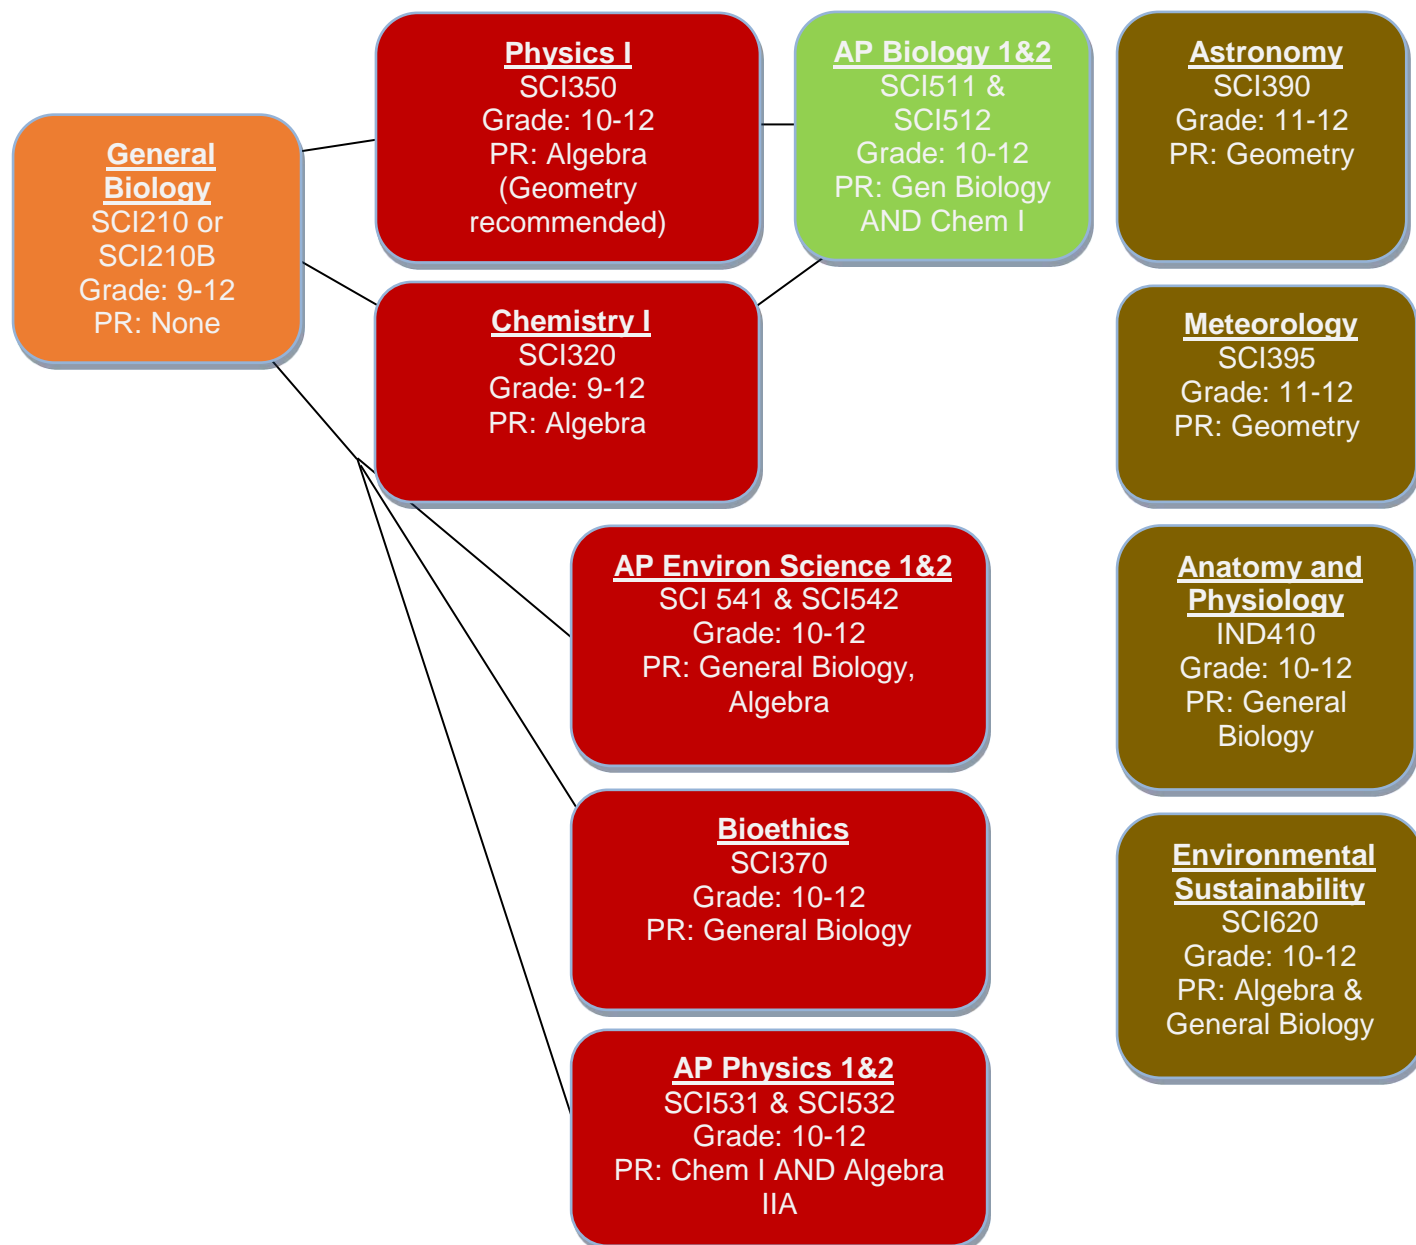 General
Biology
SCI210 or
SCI210B
Grade: 9-12
PR: None
Physics I
SCI350
Grade: 10-12
PR: Algebra
(Geometry
recommended)
Chemistry I
SCI320
Grade: 9-12
PR: Algebra
AP Biology 1&2
SCI511 &
SCI512
Grade: 10-12
PR: Gen Biology
AND Chem I
AP Environ Science 1&2
SCI 541 & SCI542
Grade: 10-12
PR: General Biology,
Algebra
Bioethics
SCI370
Grade: 10-12
PR: General Biology
AP Physics 1&2
SCI531 & SCI532
Grade: 10-12
PR: Chem I AND Algebra
IIA
Astronomy
SCI390
Grade: 11-12
PR: Geometry
Meteorology
SCI395
Grade: 11-12
PR: Geometry
Anatomy and
Physiology
IND410
Grade: 10-12
PR: General
Biology
Environmental
Sustainability
SCI620
Grade: 10-12
PR: Algebra &
General Biology